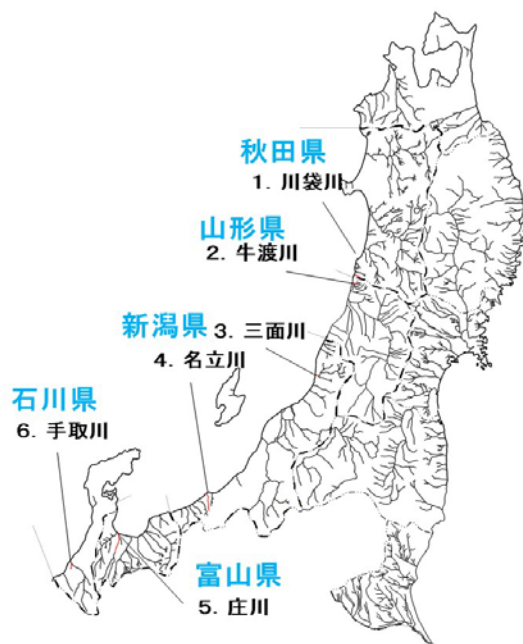 秋田県
1. 川袋川
山形県
2. 牛渡川
新潟県
3. 三面川
4. 名立川
石川県
6. 手取川
富山県
5. 庄川